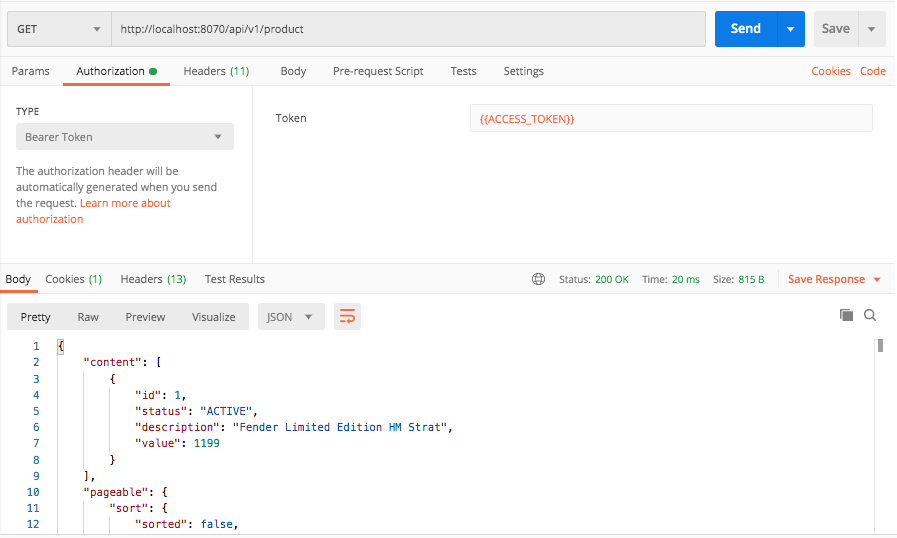 GET http://localhost:8070/api/v1/product Send Save
Params Authorization Headers (11) Body Pre-request Script Tests Settings Cookies Code
TYPE
Bearer Token
The authorization header will be
automatically generated when you send
the request. Learn more about
authorization
Token {{ACCESS_TOKEN}}
Body Cookies (1) Headers (13) Test Results Status: 200 OK Time: 20 ms Size: 815 B Save Response
Pretty Raw Preview Visualize JSON
1 {
2 "content": [
3 {
4 "id": 1,
5 "status": "ACTIVE",
6 "description": "Fender Limited Edition HM Strat",
7 "value": 1199
8 }
9 ],
10 "pageable": {
11 "sort": {
12 "sorted": false,